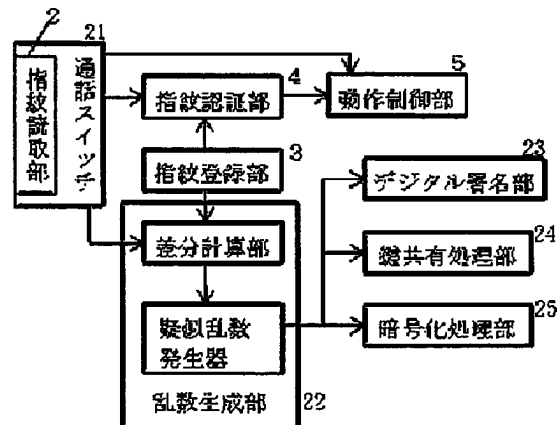 2
21
指紋読取部
通話スイッチ
4
指紋認証部
5
動作制御部
3
指紋登録部
差分計算部
疑似乱数
発生器
乱数生成部
22
23
デジタル署名部
24
鍵共有処理部
25
暗号化処理部